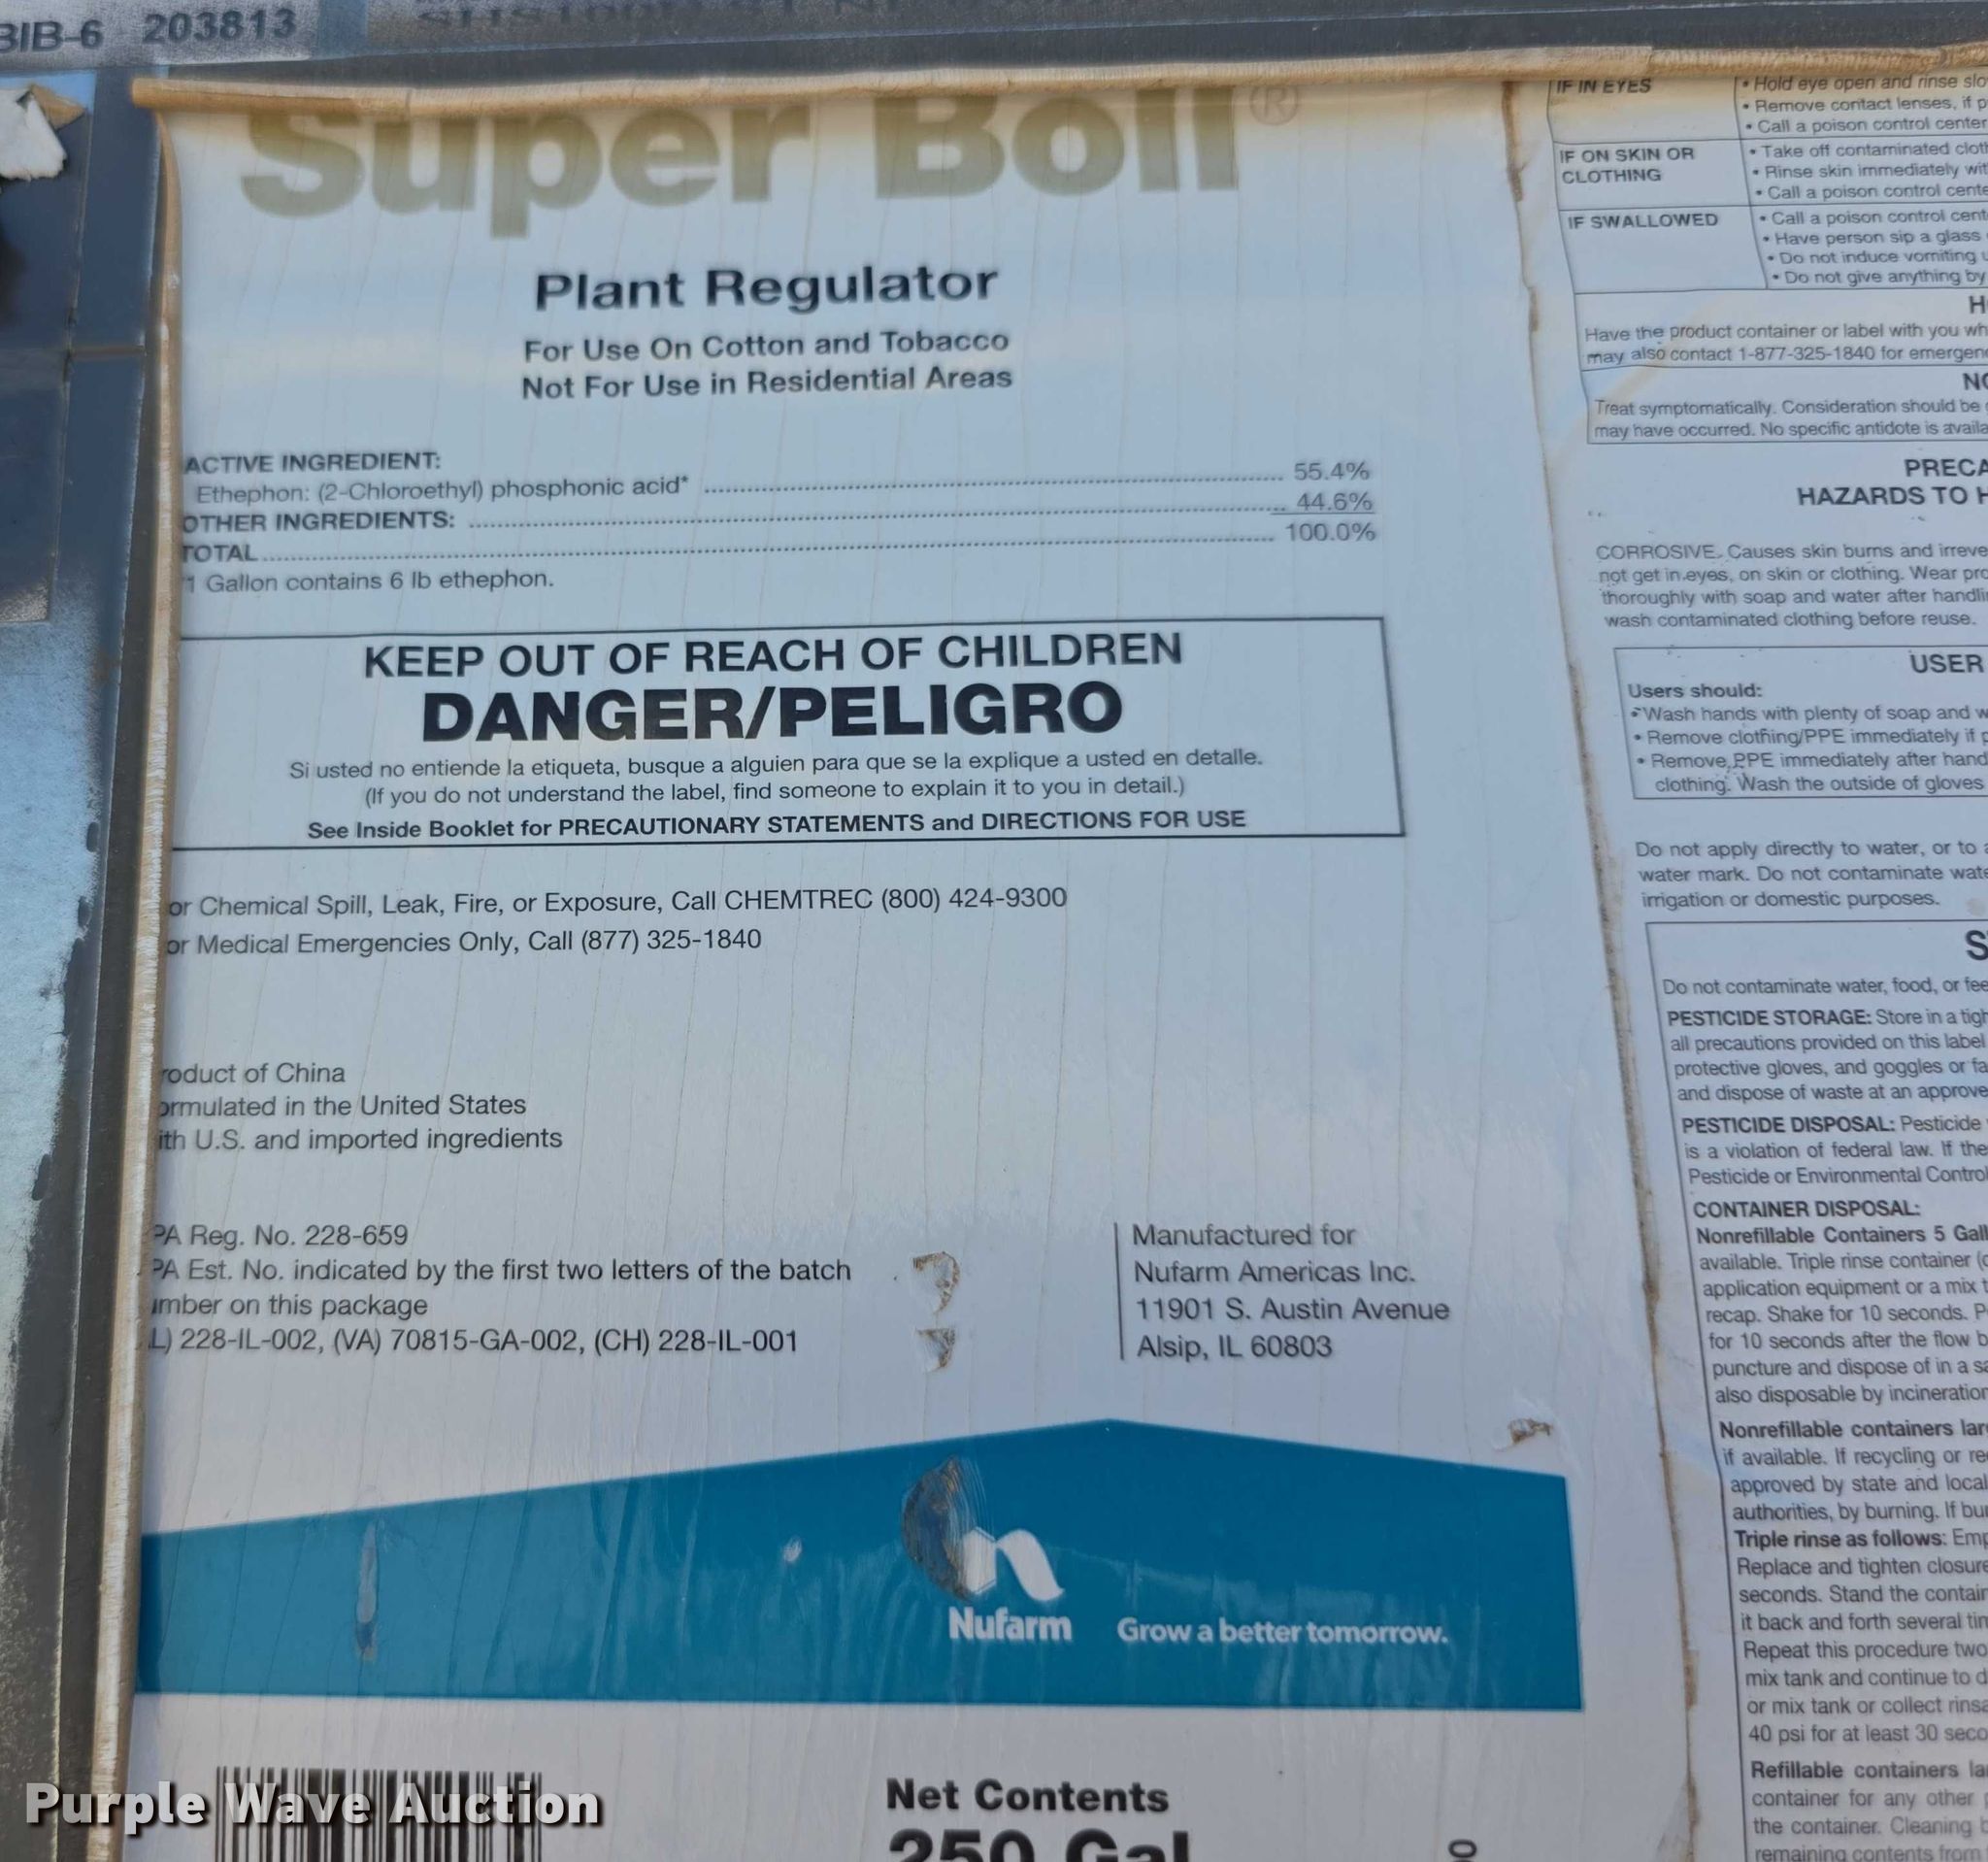 BIB-6 203813
Super Boll®
Plant Regulator
For Use On Cotton and Tobacco
Not For Use in Residential Areas
ACTIVE INGREDIENT:
Ethephon: (2-Chloroethyl) phosphonic acid* ........ 55.4%
OTHER INGREDIENTS: ........ 44.6%
TOTAL ........ 100.0%
*1 Gallon contains 6 lb ethephon.
KEEP OUT OF REACH OF CHILDREN
DANGER/PELIGRO
Si usted no entiende la etiqueta, busque a alguien para que se la explique a usted en detalle.
(If you do not understand the label, find someone to explain it to you in detail.)
See Inside Booklet for PRECAUTIONARY STATEMENTS and DIRECTIONS FOR USE
or Chemical Spill, Leak, Fire, or Exposure, Call CHEMTREC (800) 424-9300
or Medical Emergencies Only, Call (877) 325-1840
roduct of China
ormulated in the United States
ith U.S. and imported ingredients
PA Reg. No. 228-659
PA Est. No. indicated by the first two letters of the batch
umber on this package
L) 228-IL-002, (VA) 70815-GA-002, (CH) 228-IL-001
Manufactured for
Nufarm Americas Inc.
11901 S. Austin Avenue
Alsip, IL 60803
Nufarm
Grow a better tomorrow.
Net Contents
250 Gal
IF IN EYES
• Hold eye open and rinse slo
• Remove contact lenses, if p
• Call a poison control center
IF ON SKIN OR
CLOTHING
• Take off contaminated cloth
• Rinse skin immediately wit
• Call a poison control cente
IF SWALLOWED
• Call a poison control cent
• Have person sip a glass
• Do not induce vomiting u
• Do not give anything by
H
Have the product container or label with you wh
may also contact 1-877-325-1840 for emergen
NO
Treat symptomatically. Consideration should be
may have occurred. No specific antidote is availa
PRECA
HAZARDS TO H
CORROSIVE. Causes skin burns and irreve
not get in eyes, on skin or clothing. Wear pro
thoroughly with soap and water after handli
wash contaminated clothing before reuse.
USER
Users should:
• Wash hands with plenty of soap and w
• Remove clothing/PPE immediately if p
• Remove PPE immediately after hand
clothing. Wash the outside of gloves
Do not apply directly to water, or to a
water mark. Do not contaminate wate
irrigation or domestic purposes.
S
Do not contaminate water, food, or fee
PESTICIDE STORAGE: Store in a tigh
all precautions provided on this label
protective gloves, and goggles or fa
and dispose of waste at an approve
PESTICIDE DISPOSAL: Pesticide
is a violation of federal law. If the
Pesticide or Environmental Control
CONTAINER DISPOSAL:
Nonrefillable Containers 5 Gall
available. Triple rinse container (o
application equipment or a mix t
recap. Shake for 10 seconds. P
for 10 seconds after the flow b
puncture and dispose of in a sa
also disposable by incineration
Nonrefillable containers lar
if available. If recycling or re
approved by state and local
authorities, by burning. If bur
Triple rinse as follows: Emp
Replace and tighten closure
seconds. Stand the contain
it back and forth several tim
Repeat this procedure two
mix tank and continue to d
or mix tank or collect rinsa
40 psi for at least 30 seco
Refillable containers la
container for any other p
the container. Cleaning b
remaining contents from
Purple Wave Auction